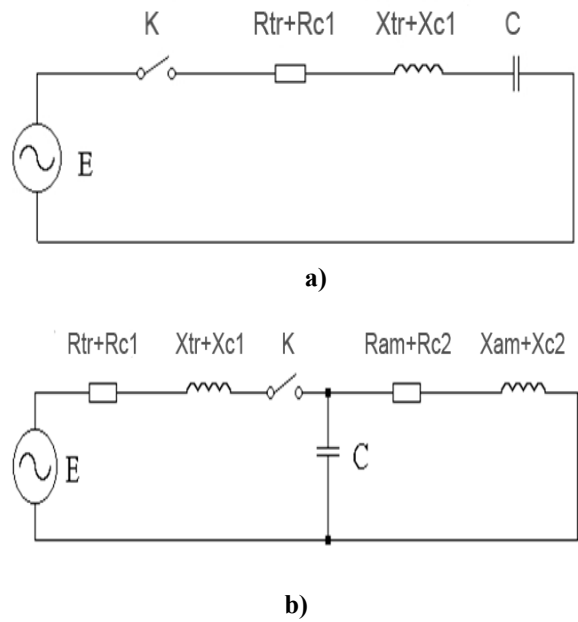 K Rtr+Rc1 Xtr+Xc1 C
E
a)
Rtr+Rc1 Xtr+Xc1 K Ram+Rc2 Xam+Xc2
E C
b)